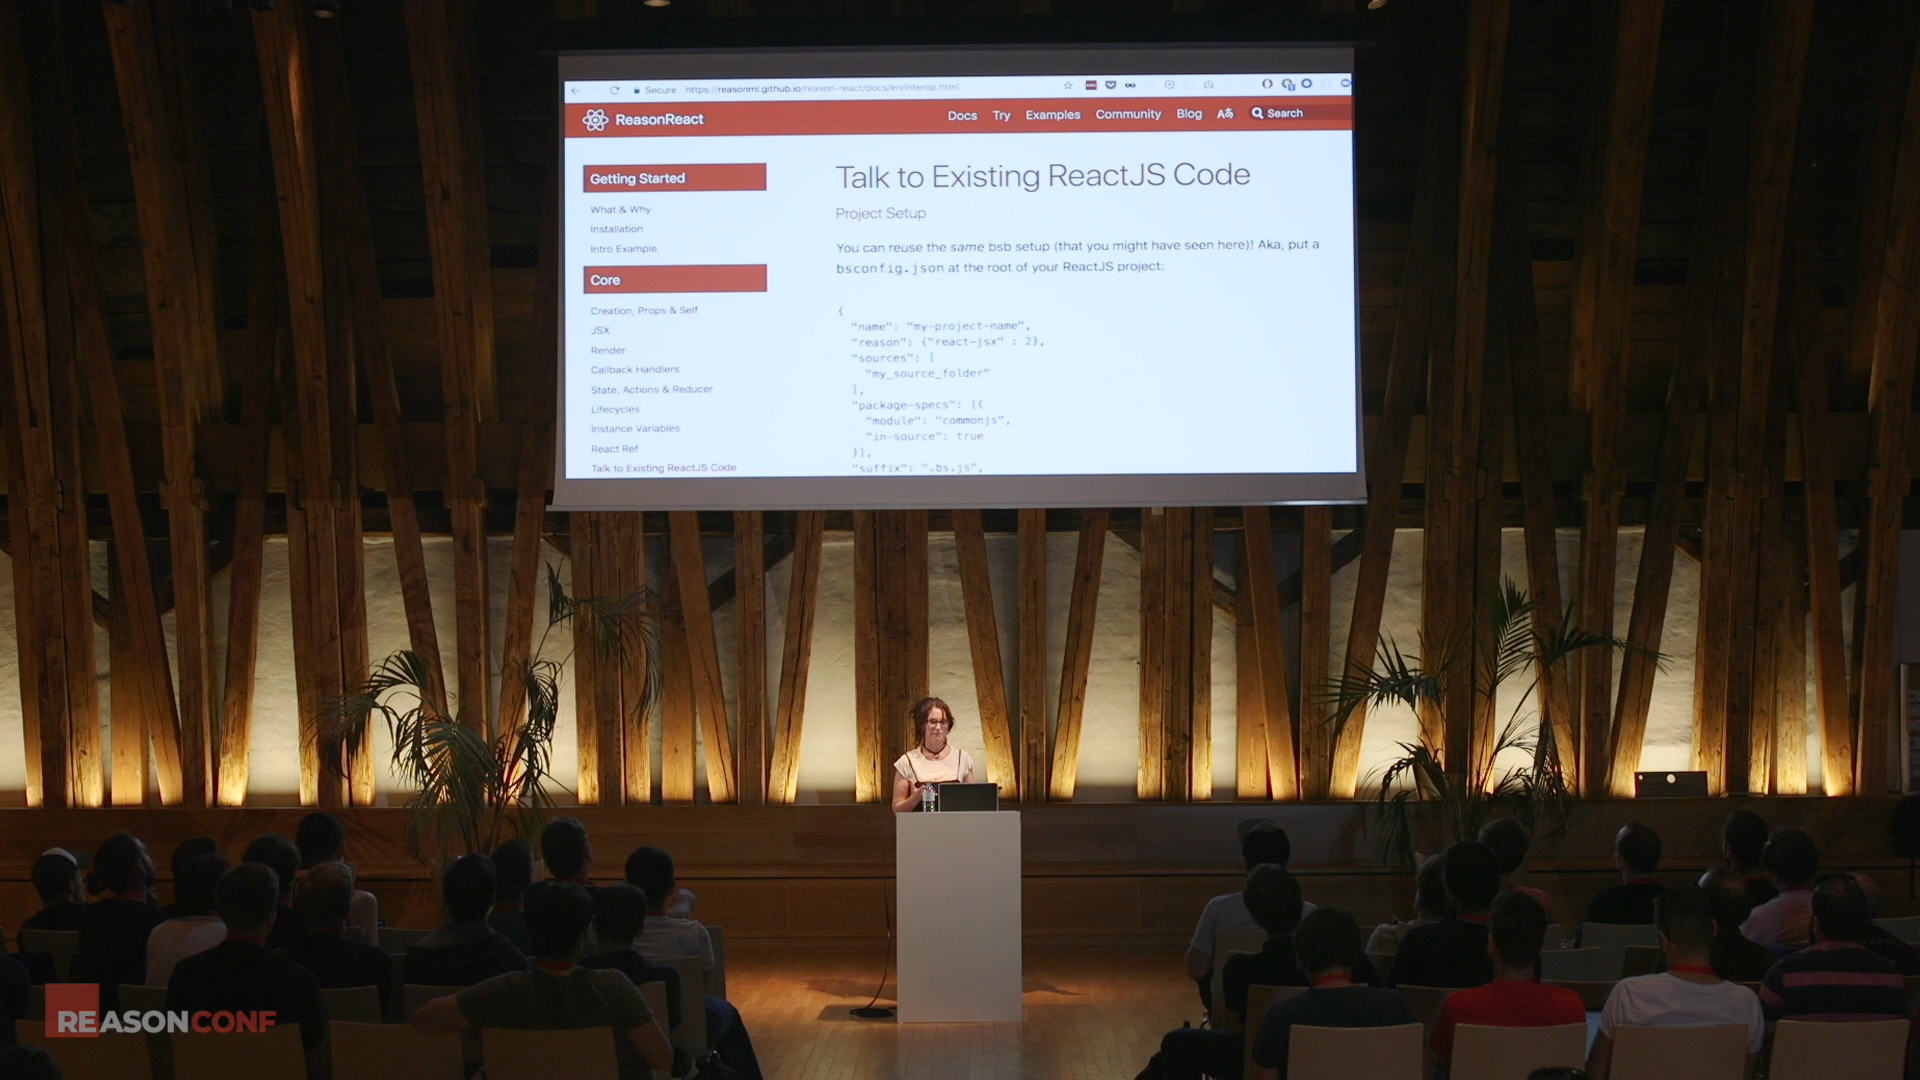 Secure https://reasonml.github.io/reason-react/docs/en/interop.html
ReasonReact
Docs Try Examples Community Blog Aあ Search
Getting Started
What & Why
Installation
Intro Example
Core
Creation, Props & Self
JSX
Render
Callback Handlers
State, Actions & Reducer
Lifecycles
Instance Variables
React Ref
Talk to Existing ReactJS Code
Talk to Existing ReactJS Code
Project Setup
You can reuse the same bsb setup (that you might have seen here)! Aka, put a
bsconfig.json at the root of your ReactJS project:
{
"name": "my-project-name",
"reason": {"react-jsx" : 2},
"sources": [
"my_source_folder"
],
"package-specs": [{
"module": "commonjs",
"in-source": true
}],
"suffix": ".bs.js",
REASONCONF